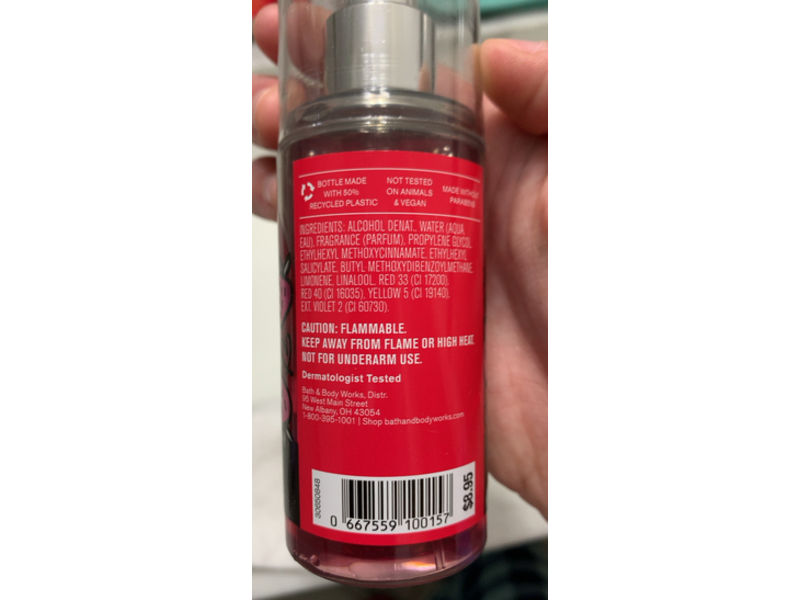 BOTTLE MADE
WITH 50%
RECYCLED PLASTIC
NOT TESTED
ON ANIMALS
& VEGAN
MADE WITHOUT
PARABENS
INGREDIENTS: ALCOHOL DENAT., WATER (AQUA,
EAU), FRAGRANCE (PARFUM), PROPYLENE GLYCOL,
ETHYLHEXYL METHOXYCINNAMATE, ETHYLHEXYL
SALICYLATE, BUTYL METHOXYDIBENZOYLMETHANE,
LIMONENE, LINALOOL, RED 33 (CI 17200),
RED 40 (CI 16035), YELLOW 5 (CI 19140),
EXT. VIOLET 2 (CI 60730).
CAUTION: FLAMMABLE.
KEEP AWAY FROM FLAME OR HIGH HEAT.
NOT FOR UNDERARM USE.
Dermatologist Tested
Bath & Body Works, Distr.
95 West Main Street
New Albany, OH 43054
1-800-395-1001 | Shop bathandbodyworks.com
30650848
0 667559 100157
$8.95